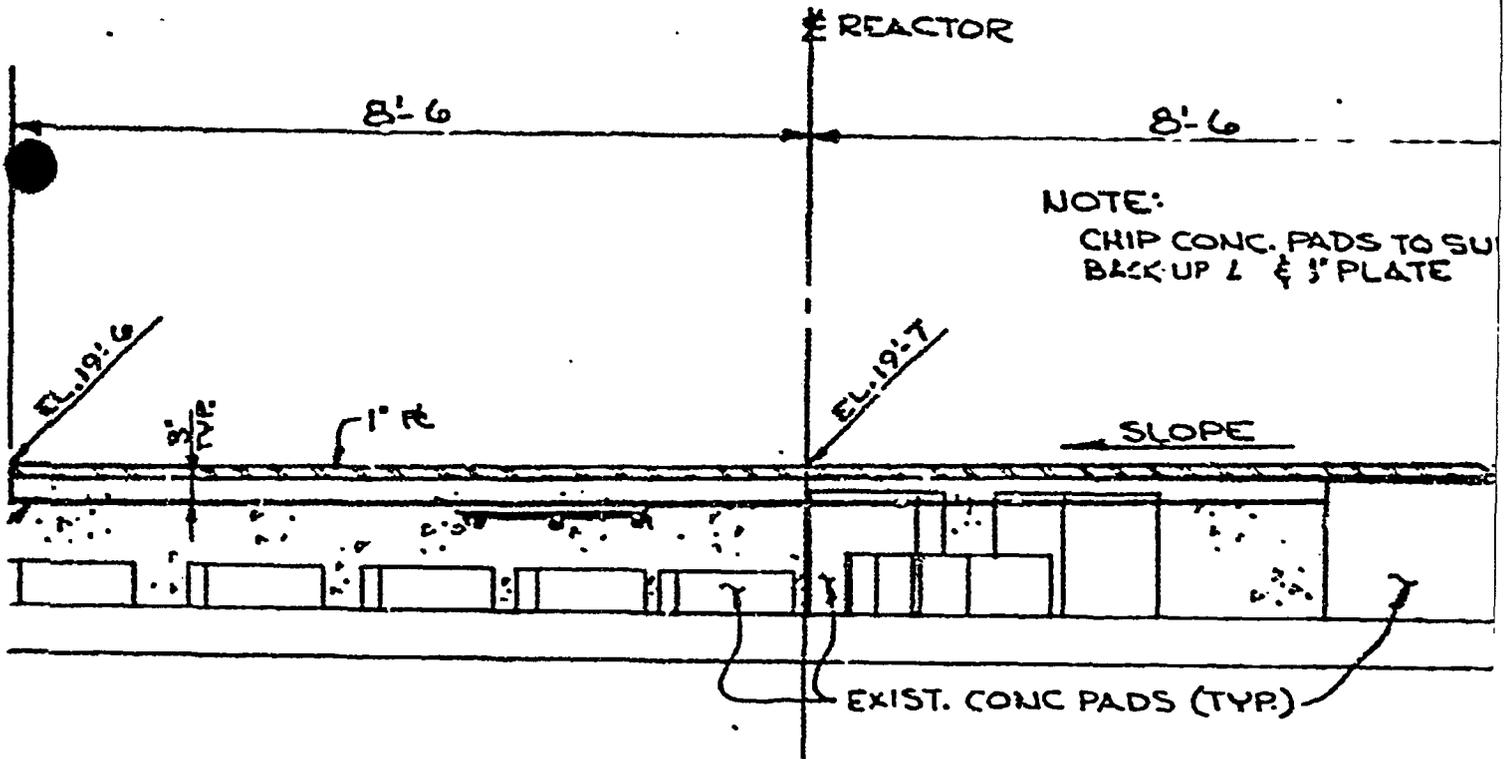 ℄ REACTOR
8'-6
8'-6
NOTE:
CHIP CONC. PADS TO SU
BACK-UP & PLATE
EL. 19'-6
EL. 19'-7
TYP.
1" PL
SLOPE
EXIST. CONC PADS (TYP.)